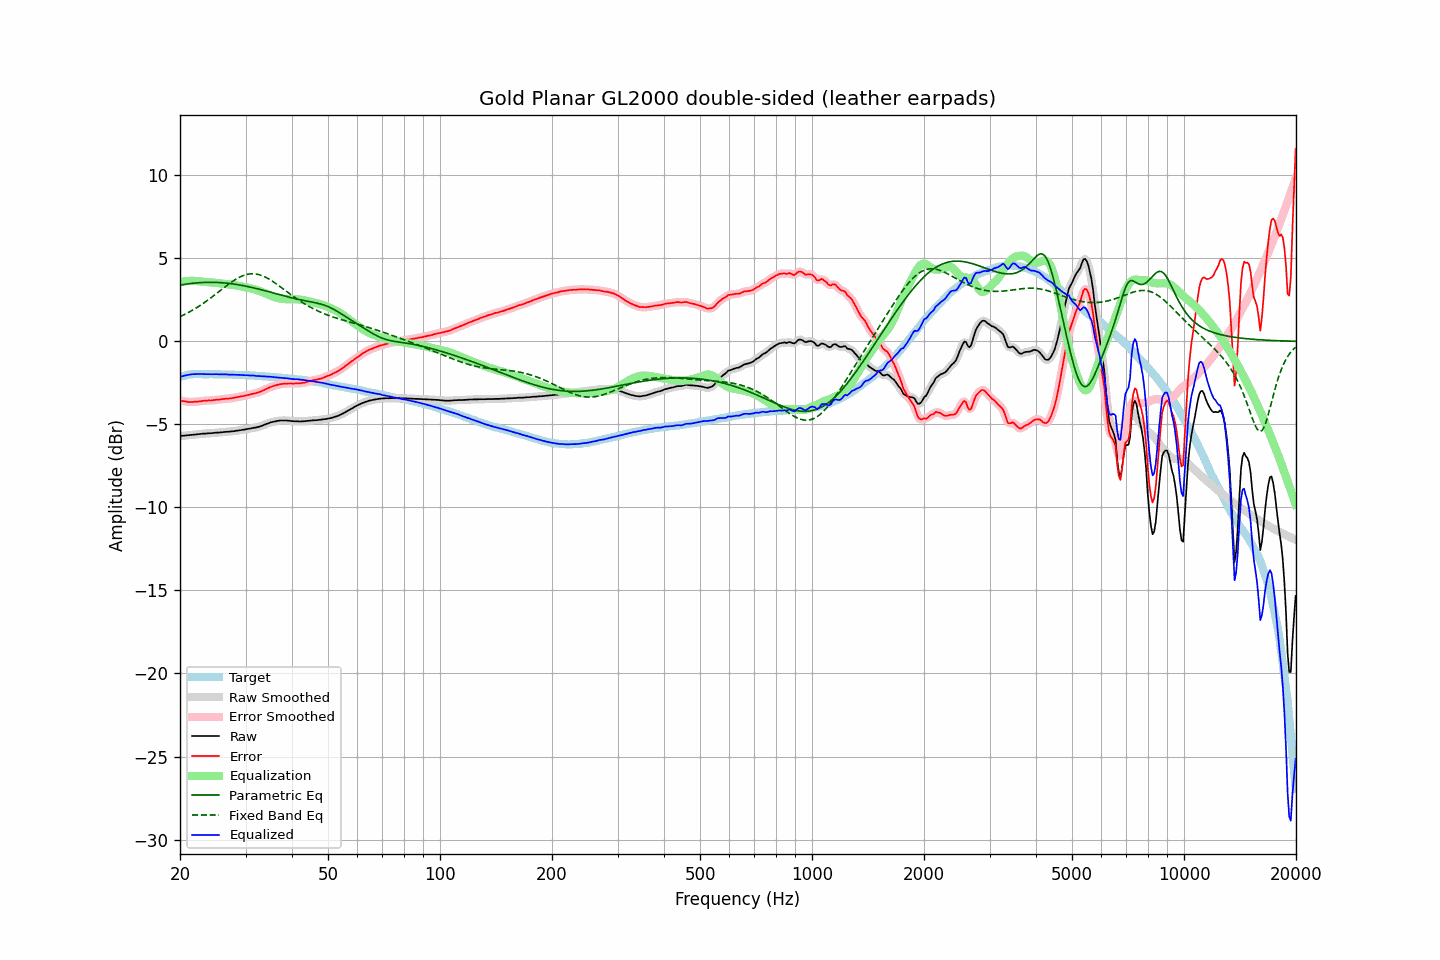 Gold Planar GL2000 double-sided (leather earpads)
Amplitude (dBr)
10
5
0
−5
−10
−15
−20
−25
−30
Target
Raw Smoothed
Error Smoothed
Raw
Error
Equalization
Parametric Eq
Fixed Band Eq
Equalized
20 50 100 200 500 1000 2000 5000 10000 20000
Frequency (Hz)